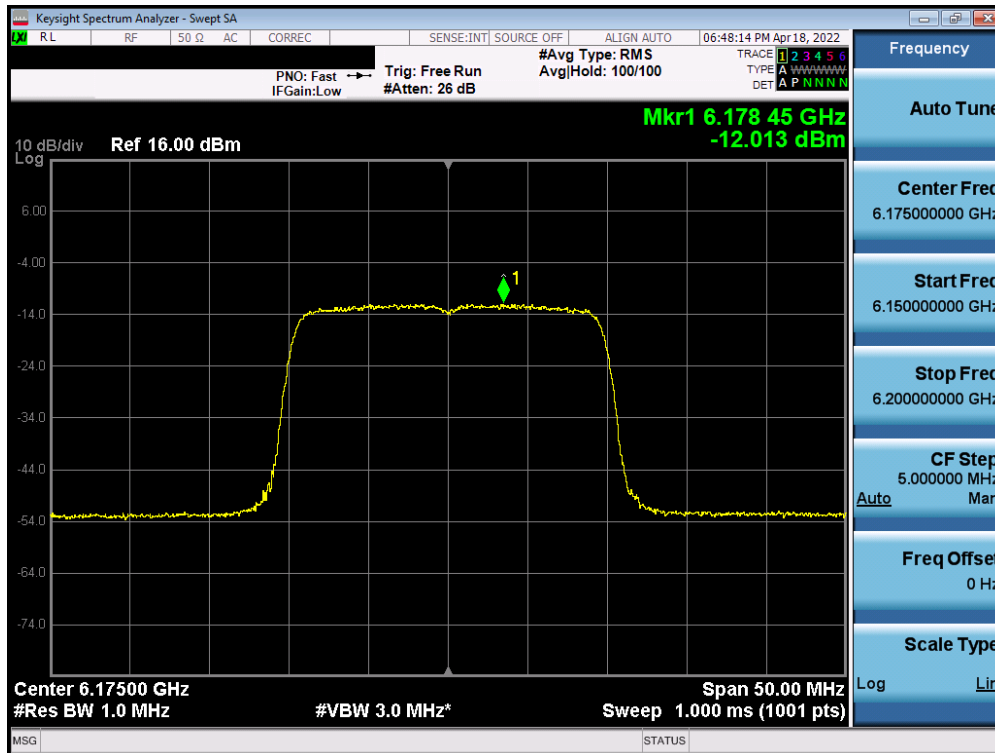 Keysight Spectrum Analyzer - Swept SA
LXI RL RF 50 Ω AC CORREC SENSE:INT SOURCE OFF ALIGN AUTO 06:48:14 PM Apr 18, 2022
PNO: Fast
IFGain:Low
Trig: Free Run
#Atten: 26 dB
#Avg Type: RMS
Avg|Hold: 100/100
TRACE 1 2 3 4 5 6
TYPE A WWWWW
DET A P N N N N
Mkr1 6.178 45 GHz
-12.013 dBm
10 dB/div Ref 16.00 dBm
Log
1
6.00
-4.00
-14.0
-24.0
-34.0
-44.0
-54.0
-64.0
-74.0
Center 6.17500 GHz Span 50.00 MHz
#Res BW 1.0 MHz #VBW 3.0 MHz* Sweep 1.000 ms (1001 pts)
MSG STATUS
Frequency
Auto Tune
Center Freq
6.175000000 GHz
Start Freq
6.150000000 GHz
Stop Freq
6.200000000 GHz
CF Step
5.000000 MHz
Auto Man
Freq Offset
0 Hz
Scale Type
Log Lin